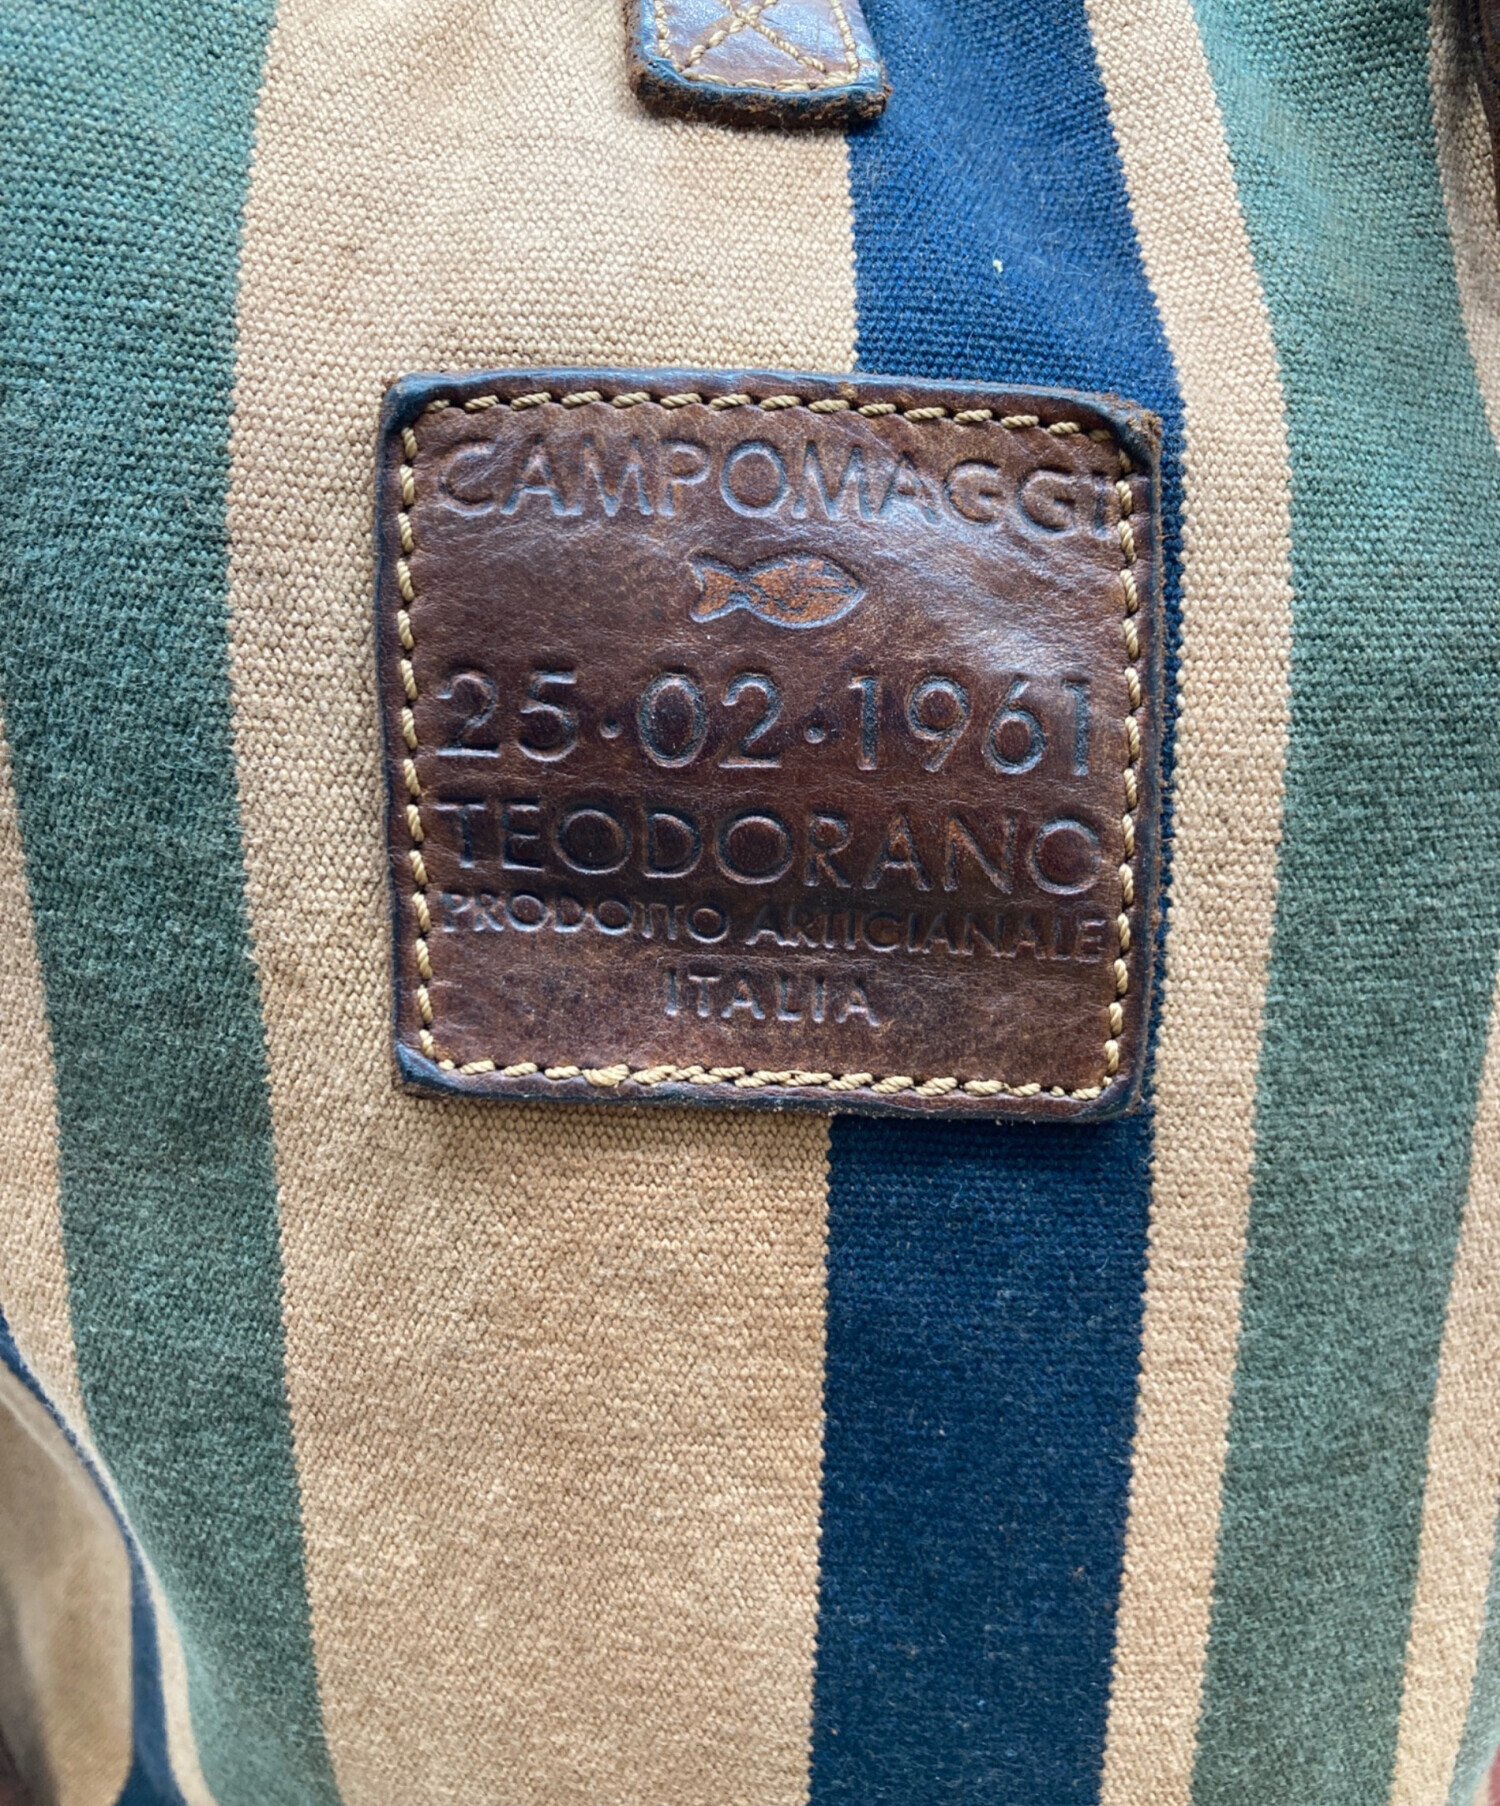 CAMPOMAGGI
25·02·1961
TEODORANO
PRODOTTO ARTIGIANALE
ITALIA